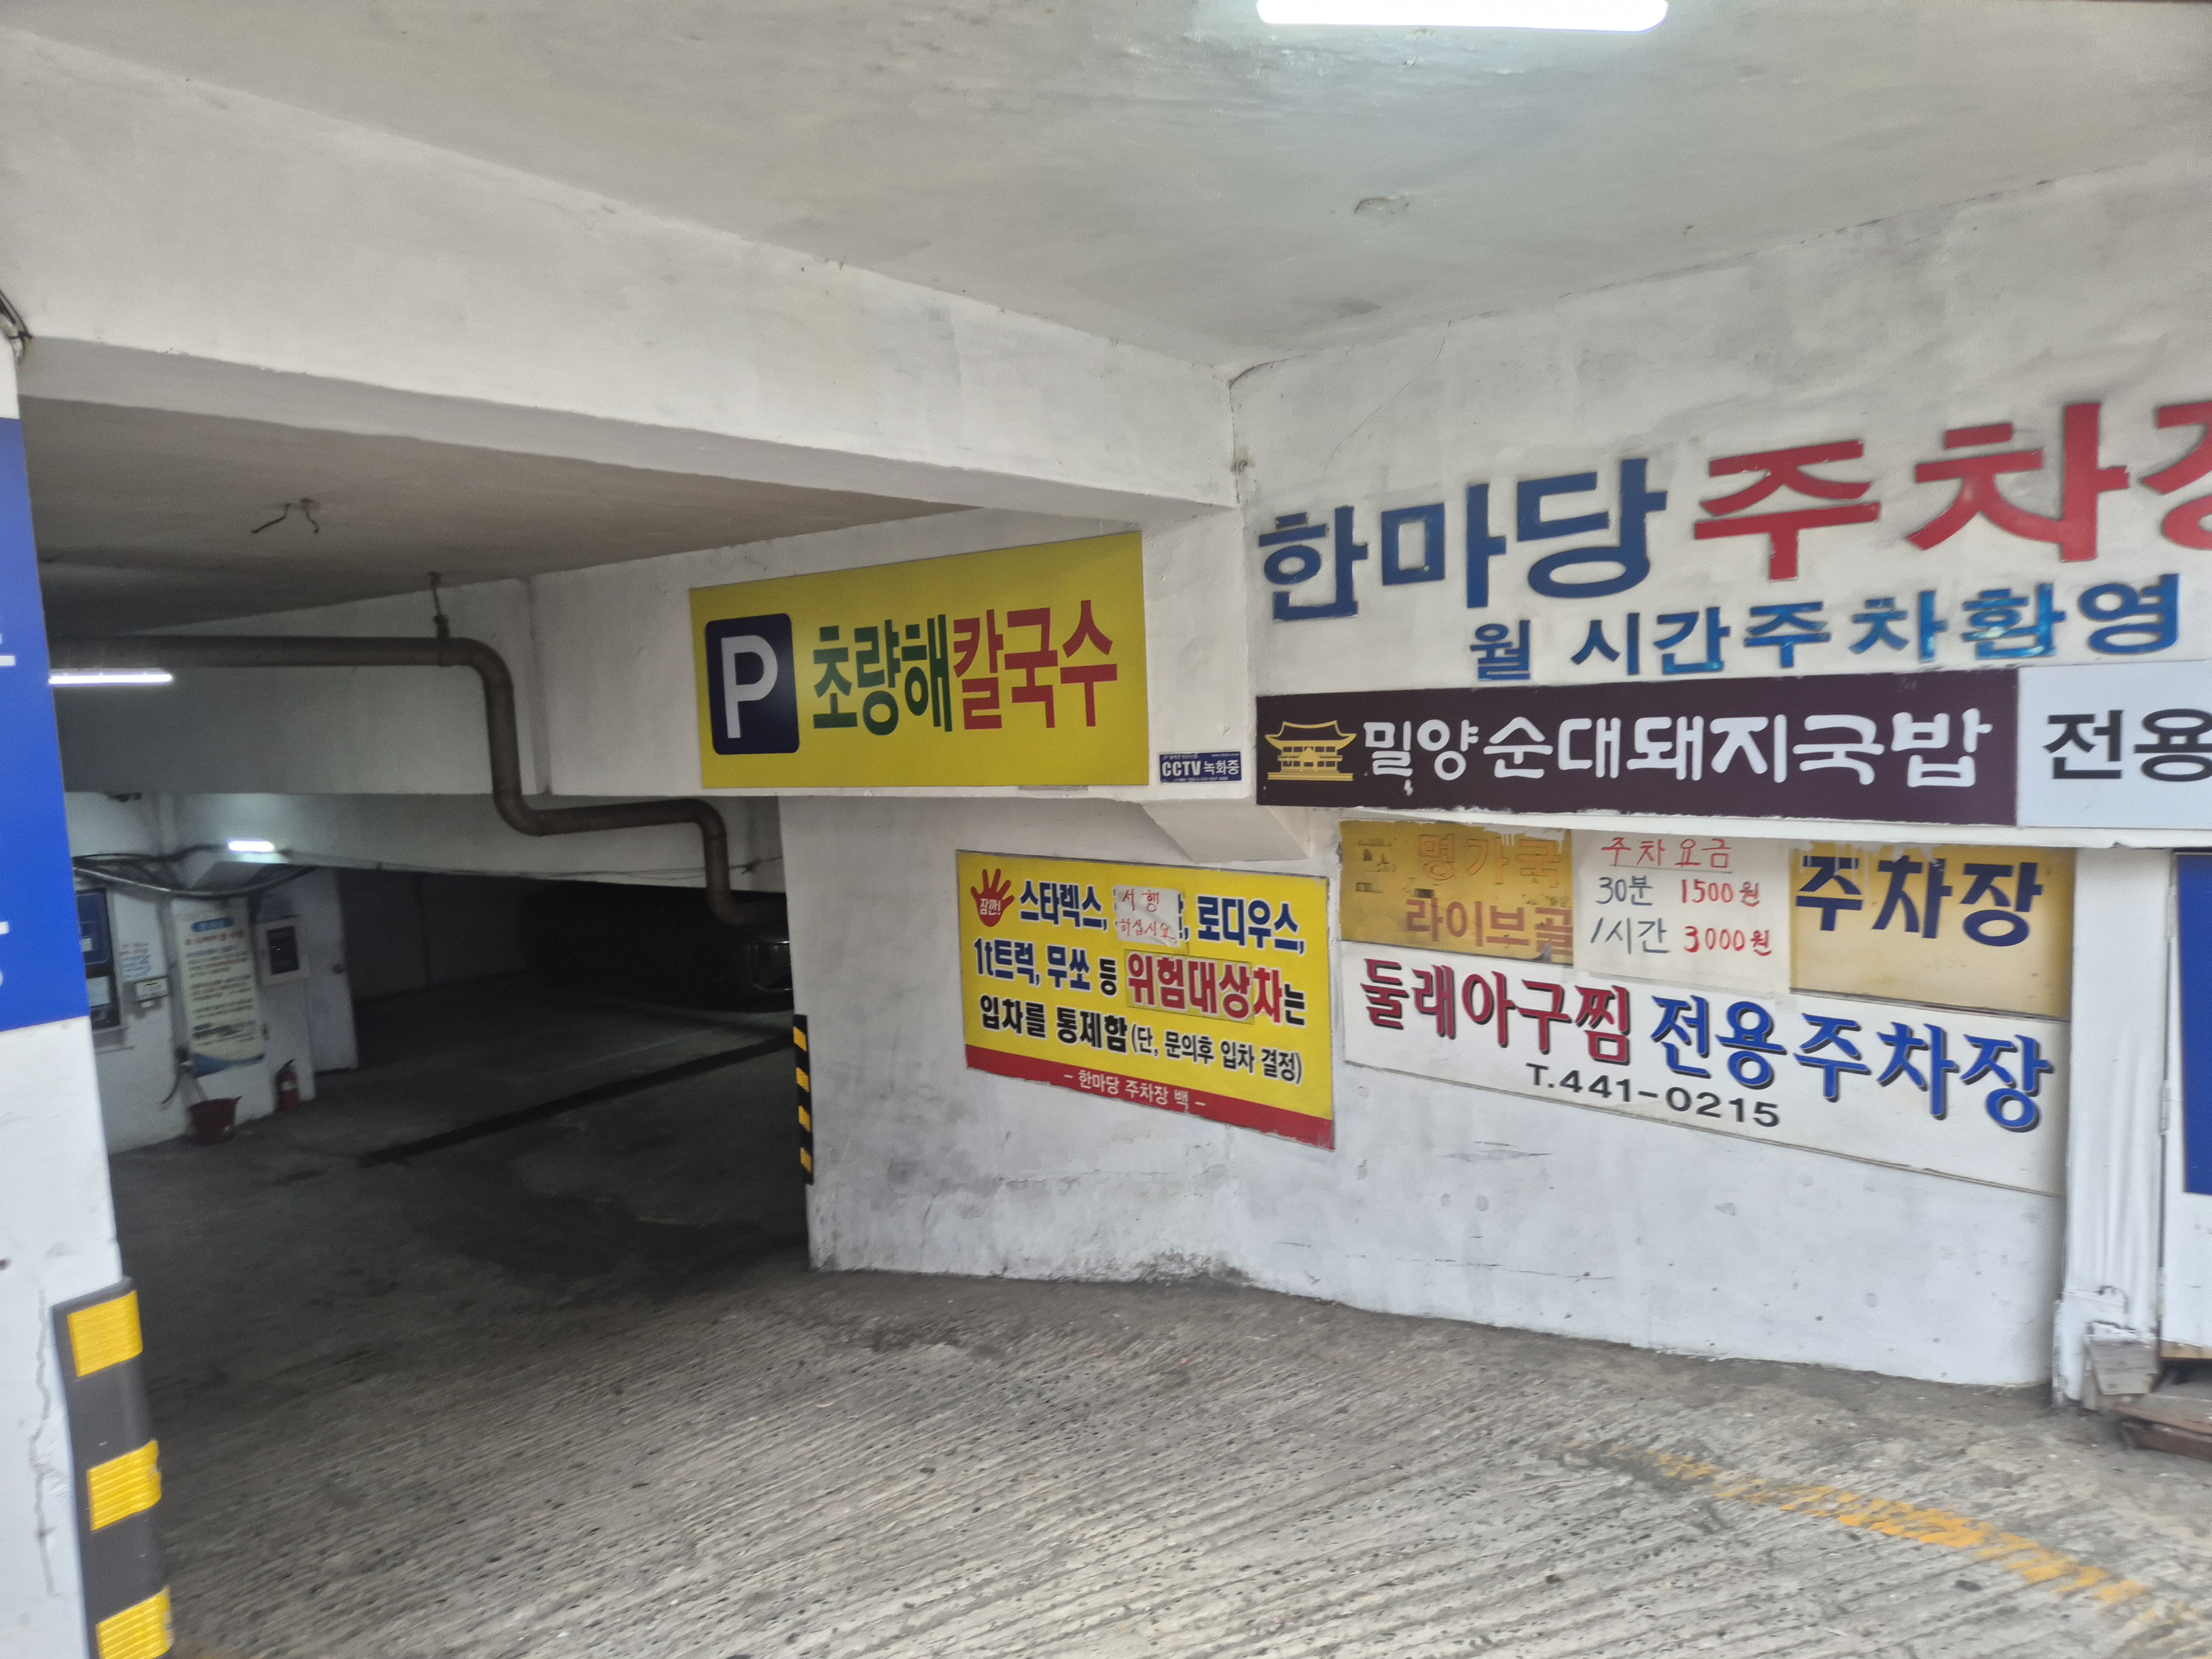 한마당 주차장
월 시간주차환영
P 초량해칼국수
CCTV 녹화중
밀양순대돼지국밥 전용
명가국
라이브골
주차요금
30분 1500원
1시간 3000원
주차장
잠깐! 스타렉스, 로디우스,
서행
하십시요
1t트럭, 무쏘 등 위험대상차는
입차를 통제함 (단, 문의후 입차 결정)
- 한마당 주차장 백 -
둘래아구찜 전용주차장
T.441-0215